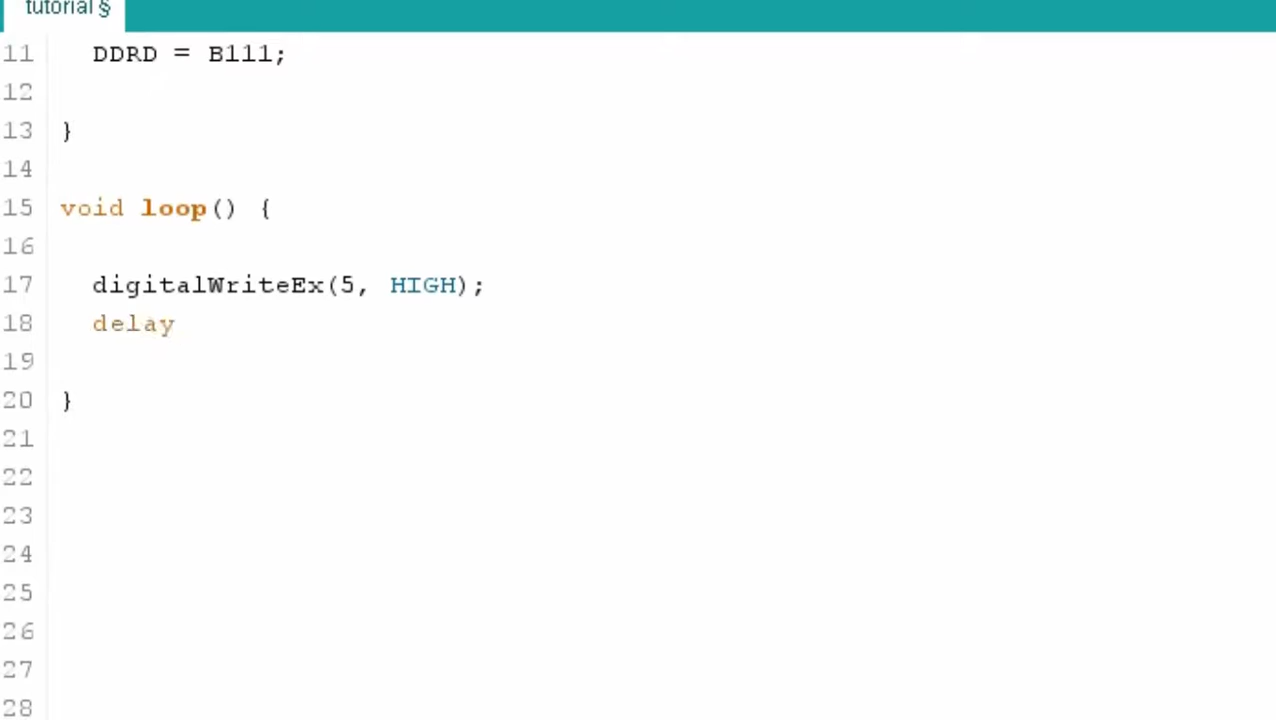 tutorial §
11 DDRD = B111;
12
13 }
14
15 void loop() {
16
17 digitalWriteEx(5, HIGH);
18 delay
19
20 }
21
22
23
24
25
26
27
28